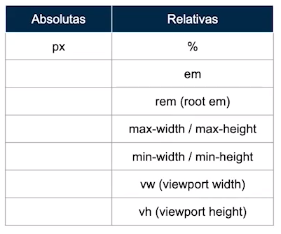 Absolutas Relativas
px %
em
rem (root em)
max-width / max-height
min-width / min-height
vw (viewport width)
vh (viewport height)